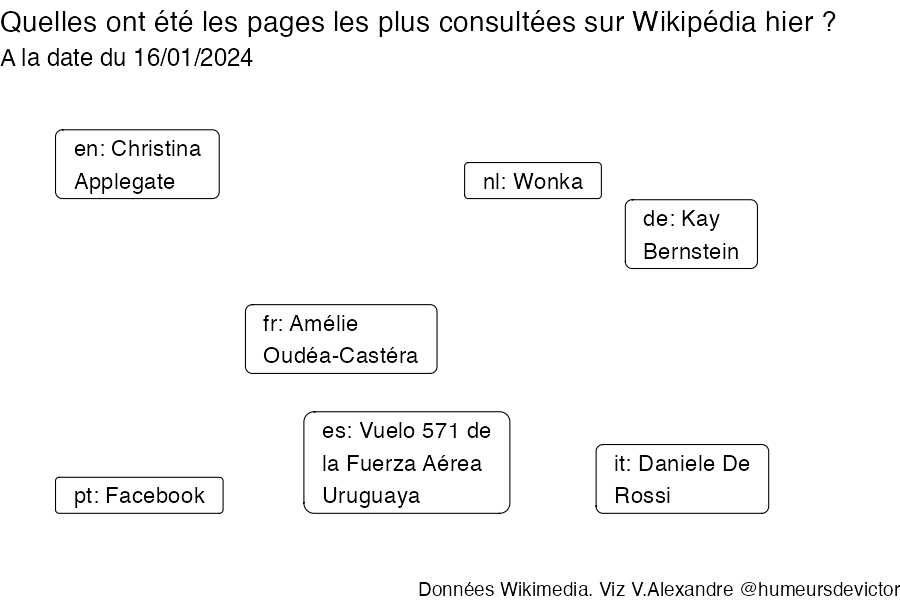 Quelles ont été les pages les plus consultées sur Wikipédia hier ?
A la date du 16/01/2024
en: Christina
Applegate
nl: Wonka
de: Kay
Bernstein
fr: Amélie
Oudéa-Castéra
es: Vuelo 571 de
la Fuerza Aérea
Uruguaya
it: Daniele De
Rossi
pt: Facebook
Données Wikimedia. Viz V.Alexandre @humeursdevictor